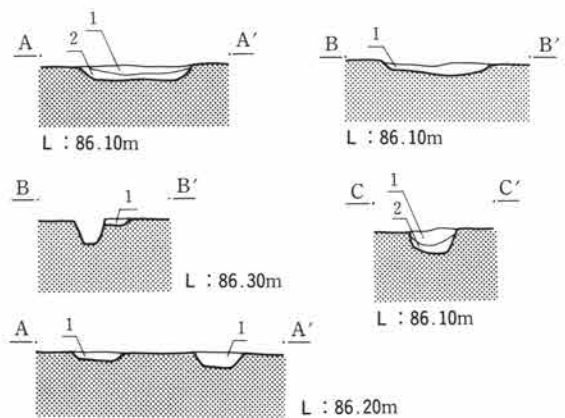 A 1 A′
2
L：86.10m
B 1 B′
L：86.10m
B B′
1
L：86.30m
C 1 C′
2
L：86.10m
A 1 1 A′
L：86.20m